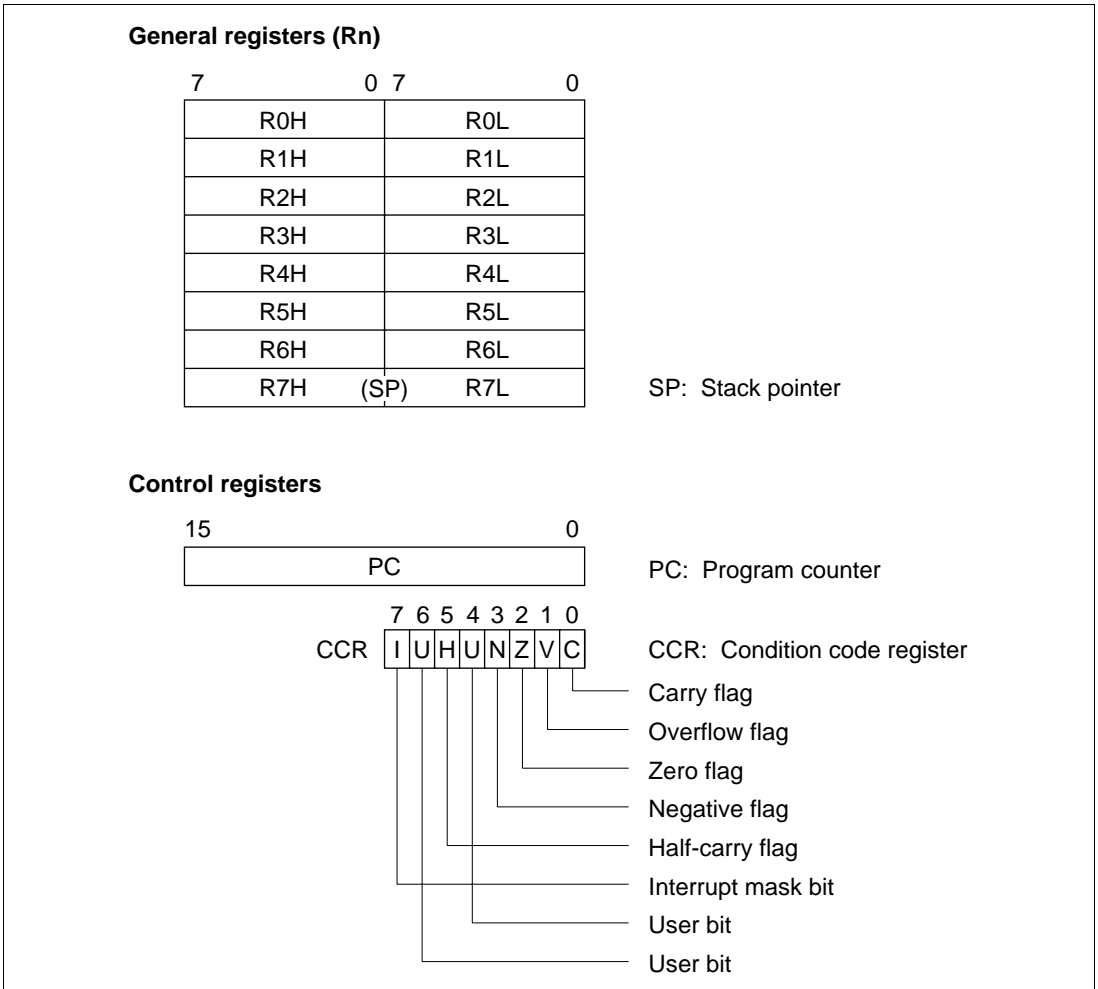 General registers (Rn)
7 0 7 0
R0H R0L
R1H R1L
R2H R2L
R3H R3L
R4H R4L
R5H R5L
R6H R6L
R7H (SP) R7L SP: Stack pointer
Control registers
15 0
PC PC: Program counter
7 6 5 4 3 2 1 0
CCR I U H U N Z V C CCR: Condition code register
Carry flag
Overflow flag
Zero flag
Negative flag
Half-carry flag
Interrupt mask bit
User bit
User bit